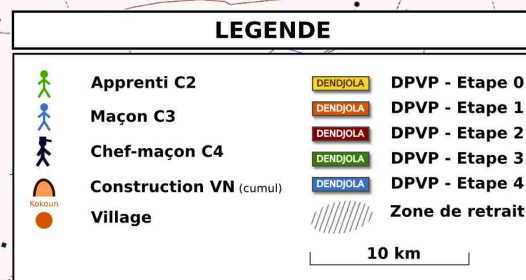 LEGENDE
Apprenti C2
Maçon C3
Chef-maçon C4
Construction VN (cumul)
Kokoun
Village
DENDJOLA DPVP - Etape 0
DENDJOLA DPVP - Etape 1
DENDJOLA DPVP - Etape 2
DENDJOLA DPVP - Etape 3
DENDJOLA DPVP - Etape 4
Zone de retrait
10 km